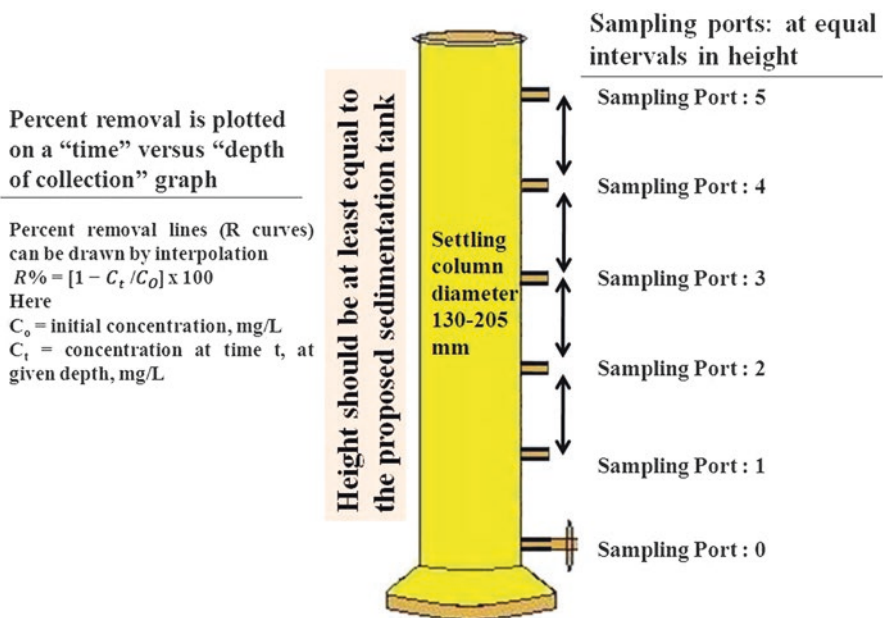 Percent removal is plotted
on a “time” versus “depth
of collection” graph
Percent removal lines (R curves)
can be drawn by interpolation
R% = [1 − Cₜ /C_O] x 100
Here
Cₒ = initial concentration, mg/L
Cₜ = concentration at time t, at
given depth, mg/L
Height should be at least equal to
the proposed sedimentation tank
Settling
column
diameter
130-205
mm
Sampling ports: at equal
intervals in height
Sampling Port : 5
Sampling Port : 4
Sampling Port : 3
Sampling Port : 2
Sampling Port : 1
Sampling Port : 0